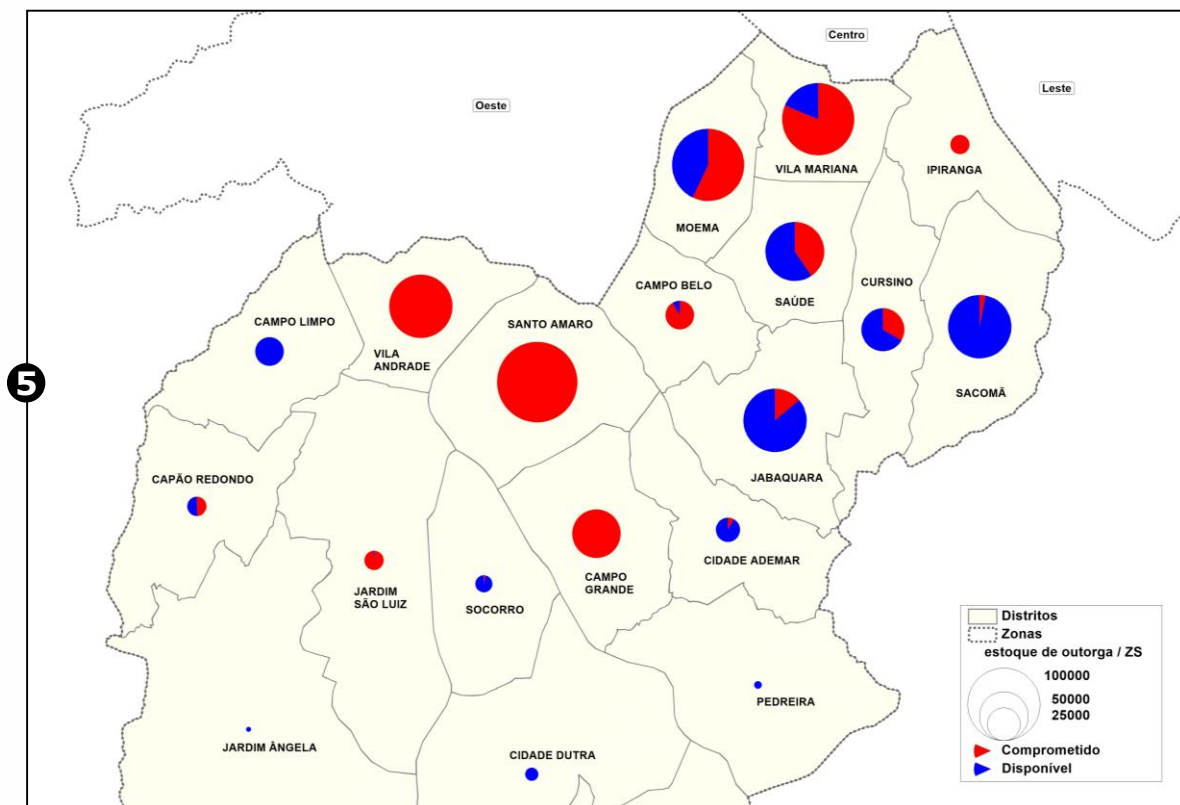 Centro
Oeste
Leste
VILA MARIANA
IPIRANGA
MOEMA
CAMPO BELO
CURSINO
SAÚDE
CAMPO LIMPO
SANTO AMARO
VILA
ANDRADE
5
SACOMÃ
CAPÃO REDONDO
JABAQUARA
CIDADE ADEMAR
JARDIM
SÃO LUIZ
CAMPO
GRANDE
SOCORRO
PEDREIRA
JARDIM ÂNGELA
CIDADE DUTRA
Distritos
Zonas
estoque de outorga / ZS
100000
50000
25000
Comprometido
Disponível